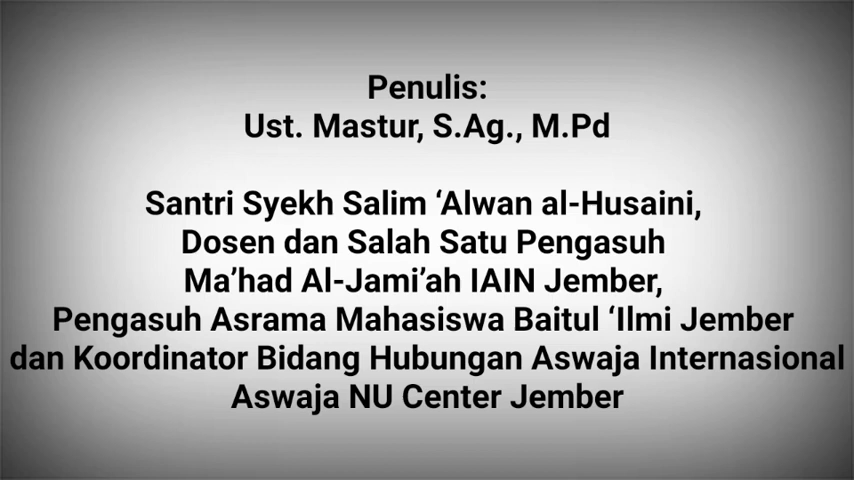 Penulis:
Ust. Mastur, S.Ag., M.Pd
Santri Syekh Salim ‘Alwan al-Husaini,
Dosen dan Salah Satu Pengasuh
Ma’had Al-Jami’ah IAIN Jember,
Pengasuh Asrama Mahasiswa Baitul ‘Ilmi Jember
dan Koordinator Bidang Hubungan Aswaja Internasional
Aswaja NU Center Jember